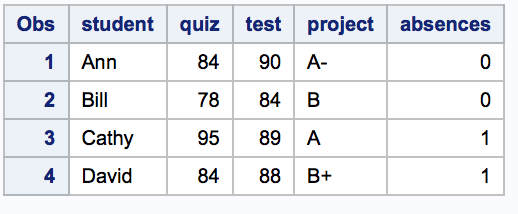 Obs student quiz test project absences
1 Ann 84 90 A- 0
2 Bill 78 84 B 0
3 Cathy 95 89 A 1
4 David 84 88 B+ 1